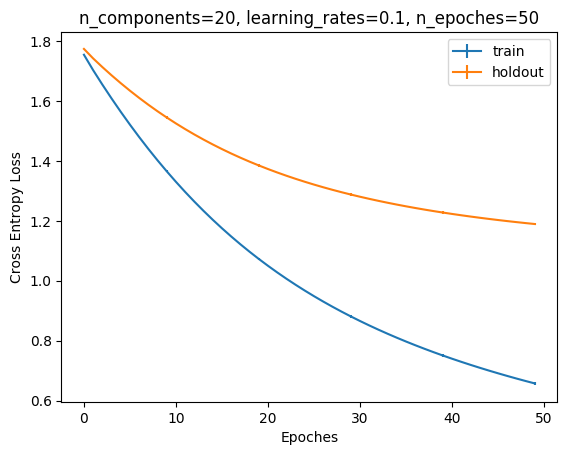 n_components=20, learning_rates=0.1, n_epoches=50
train
holdout
1.8
1.6
1.4
1.2
1.0
0.8
0.6
Cross Entropy Loss
0 10 20 30 40 50
Epoches